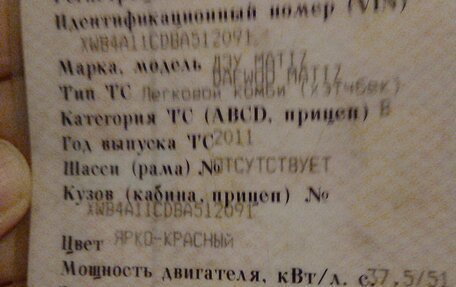 Идентификационный номер (VIN)
XWB4A11CDBA512091
Марка, модель ДЭУ МАТIZ
DAEWOO MATIZ
Тип ТС Легковой комби (хэтчбек)
Категория ТС (ABCD, прицеп) B
Год выпуска ТС 2011
Шасси (рама) № ОТСУТСТВУЕТ
Кузов (кабина, прицеп) №
XWB4A11CDBA512091
Цвет ЯРКО-КРАСНЫЙ
Мощность двигателя, кВт/л. с. 37,5/51